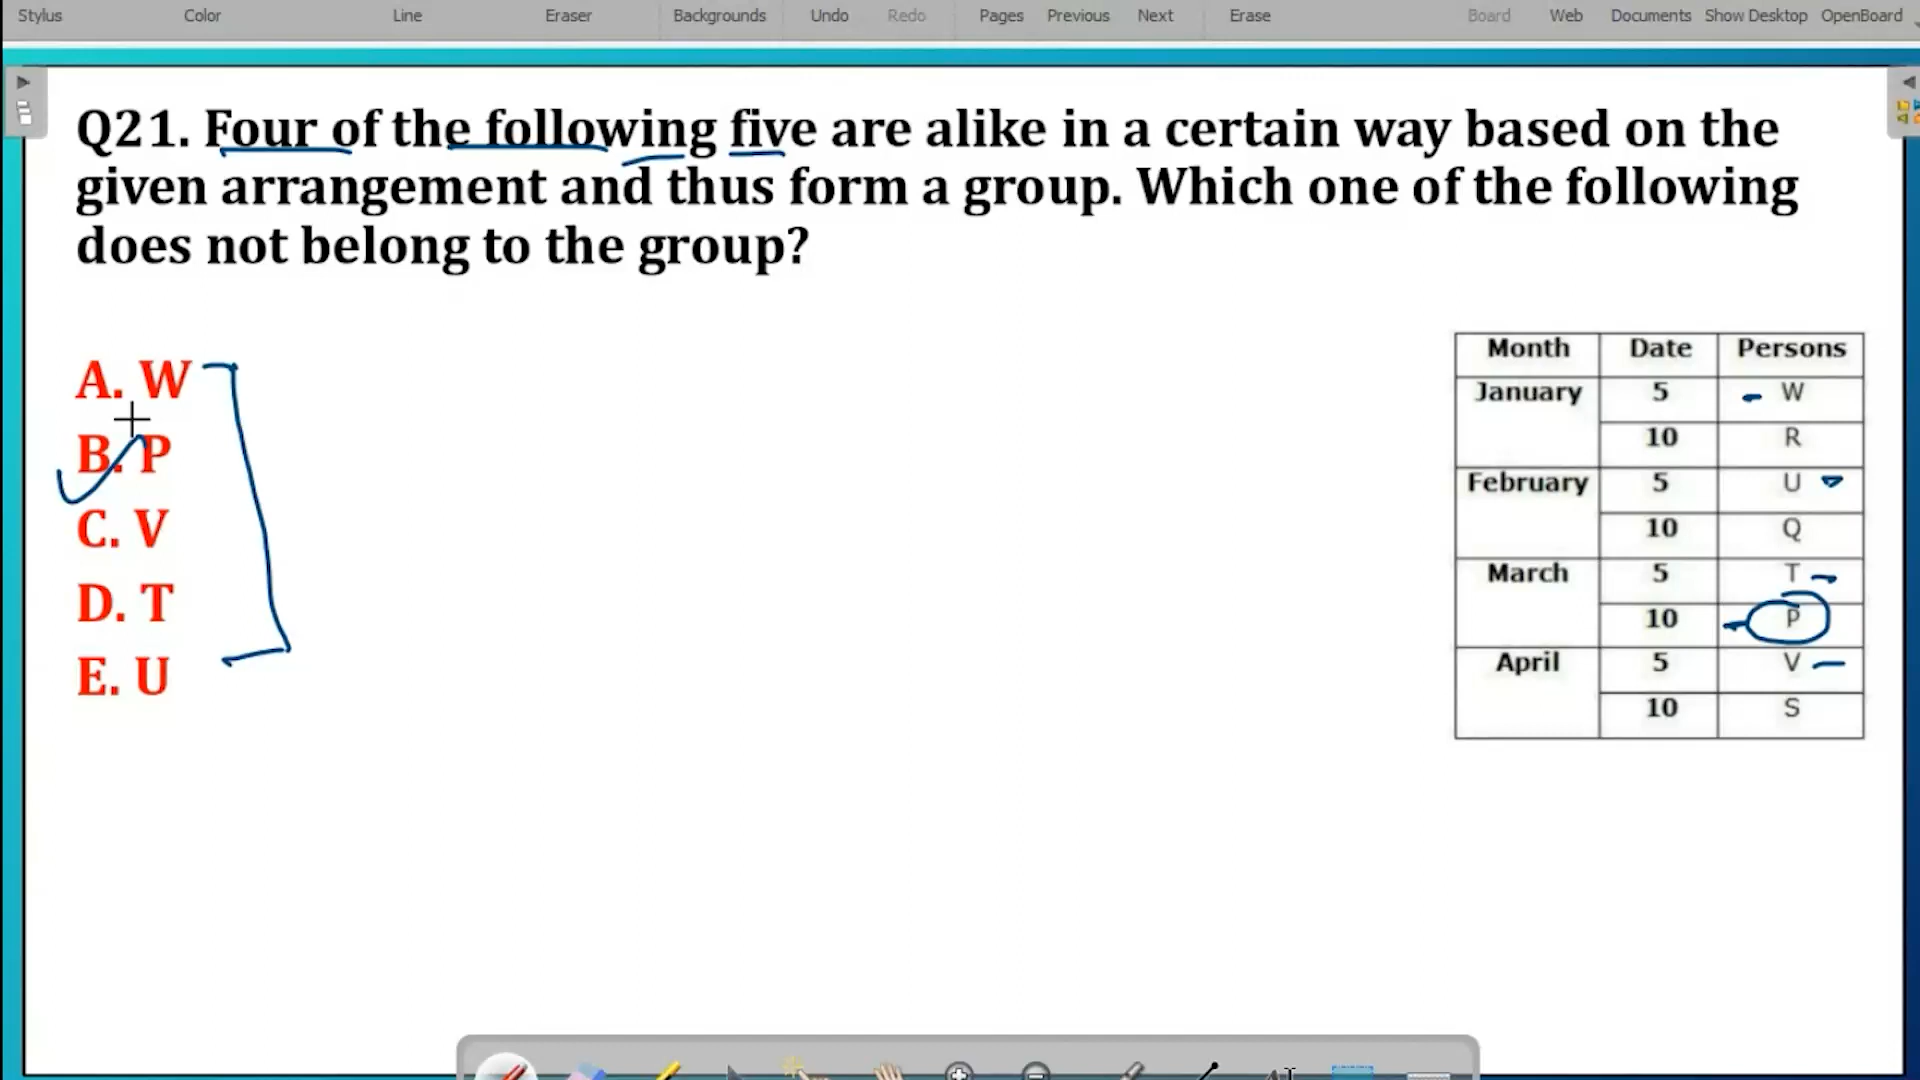 Stylus Color Line Eraser Backgrounds Undo Redo Pages Previous Next Erase Board Web Documents Show Desktop OpenBoard
Q21. Four of the following five are alike in a certain way based on the
given arrangement and thus form a group. Which one of the following
does not belong to the group?
A. W
B. P
C. V
D. T
E. U
Month Date Persons
January 5 W
10 R
February 5 U
10 Q
March 5 T
10 P
April 5 V
10 S